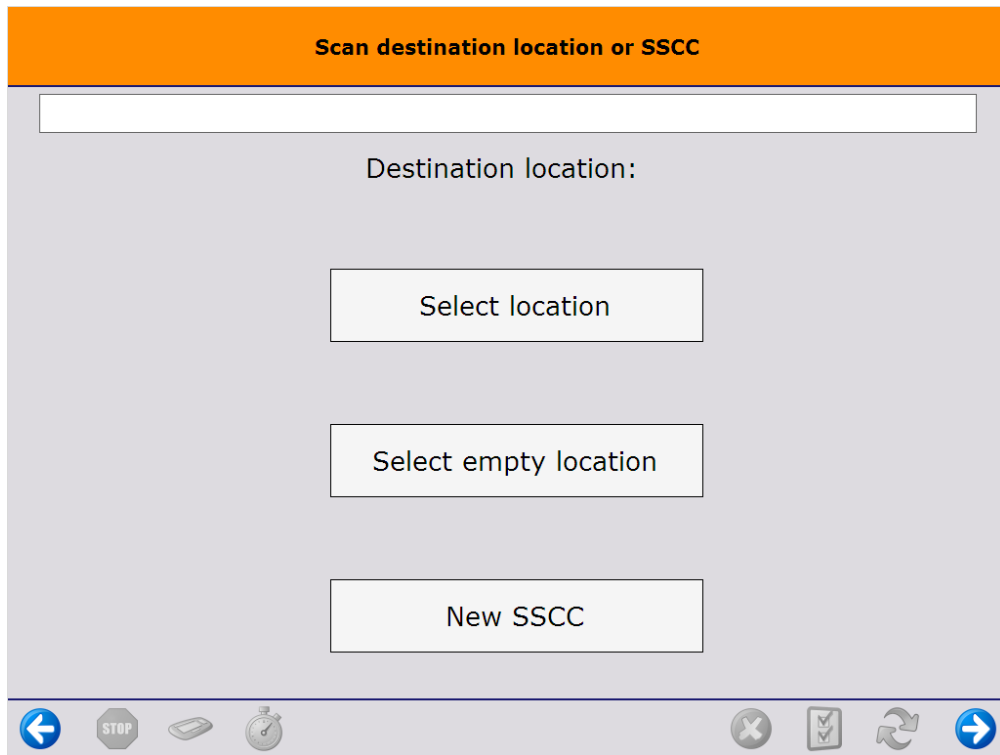 Scan destination location or SSCC
Destination location:
Select location
Select empty location
New SSCC
STOP